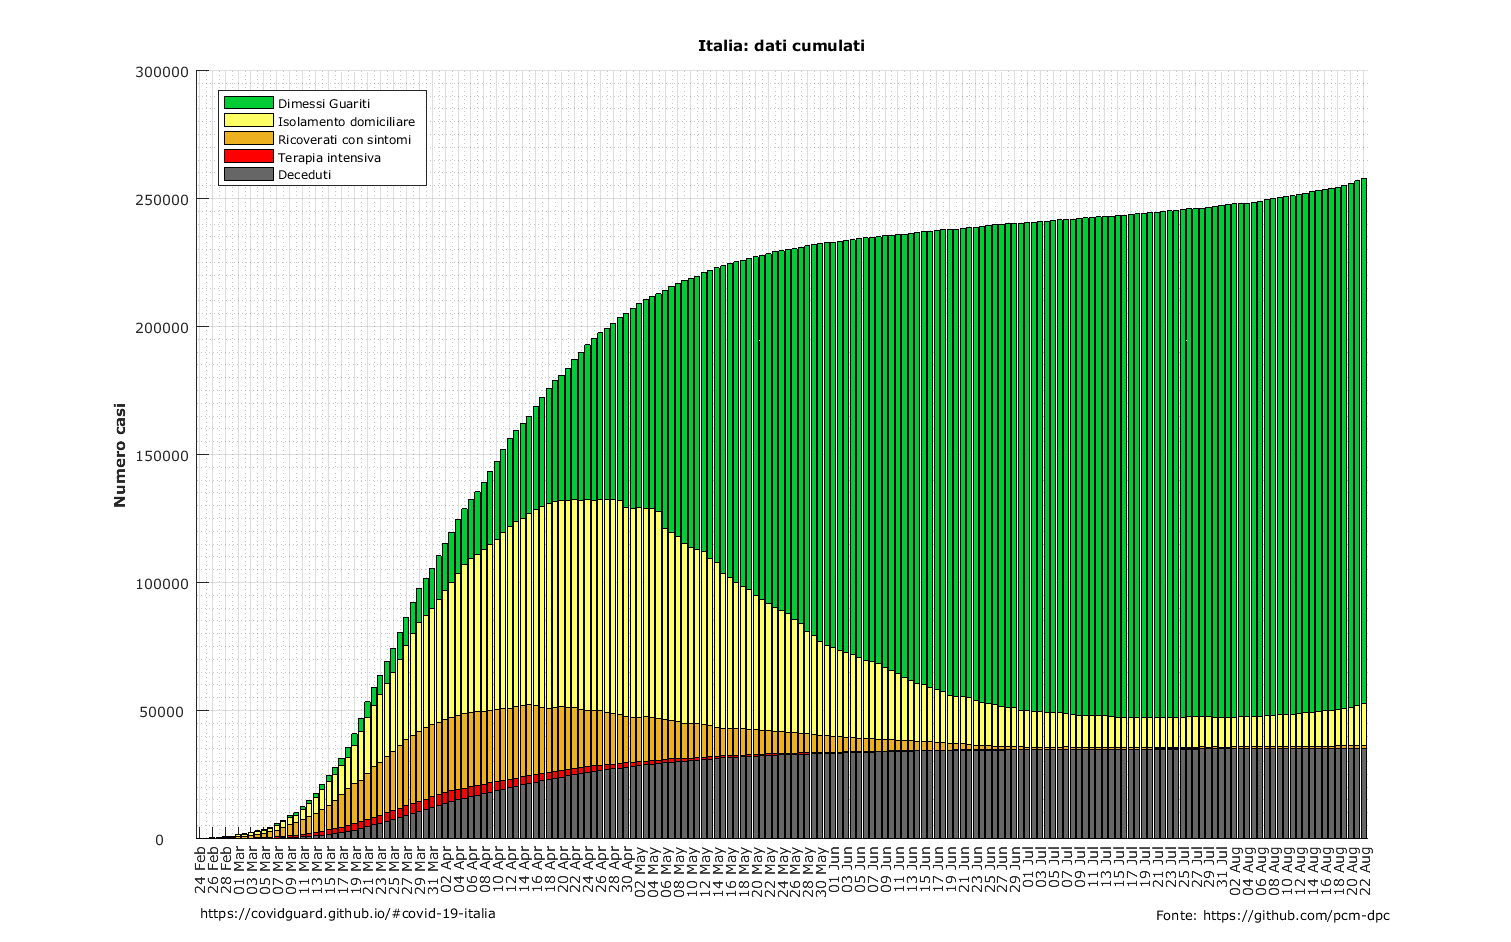 Italia: dati cumulati
300000
250000
200000
150000
100000
50000
0
Numero casi
Dimessi Guariti
Isolamento domiciliare
Ricoverati con sintomi
Terapia intensiva
Deceduti
24 Feb
26 Feb
28 Feb
01 Mar
03 Mar
05 Mar
07 Mar
09 Mar
11 Mar
13 Mar
15 Mar
17 Mar
19 Mar
21 Mar
23 Mar
25 Mar
27 Mar
29 Mar
31 Mar
02 Apr
04 Apr
06 Apr
08 Apr
10 Apr
12 Apr
14 Apr
16 Apr
18 Apr
20 Apr
22 Apr
24 Apr
26 Apr
28 Apr
30 Apr
02 May
04 May
06 May
08 May
10 May
12 May
14 May
16 May
18 May
20 May
22 May
24 May
26 May
28 May
30 May
01 Jun
03 Jun
05 Jun
07 Jun
09 Jun
11 Jun
13 Jun
15 Jun
17 Jun
19 Jun
21 Jun
23 Jun
25 Jun
27 Jun
29 Jun
01 Jul
03 Jul
05 Jul
07 Jul
09 Jul
11 Jul
13 Jul
15 Jul
17 Jul
19 Jul
21 Jul
23 Jul
25 Jul
27 Jul
29 Jul
31 Jul
02 Aug
04 Aug
06 Aug
08 Aug
10 Aug
12 Aug
14 Aug
16 Aug
18 Aug
20 Aug
22 Aug
https://covidguard.github.io/#covid-19-italia
Fonte: https://github.com/pcm-dpc